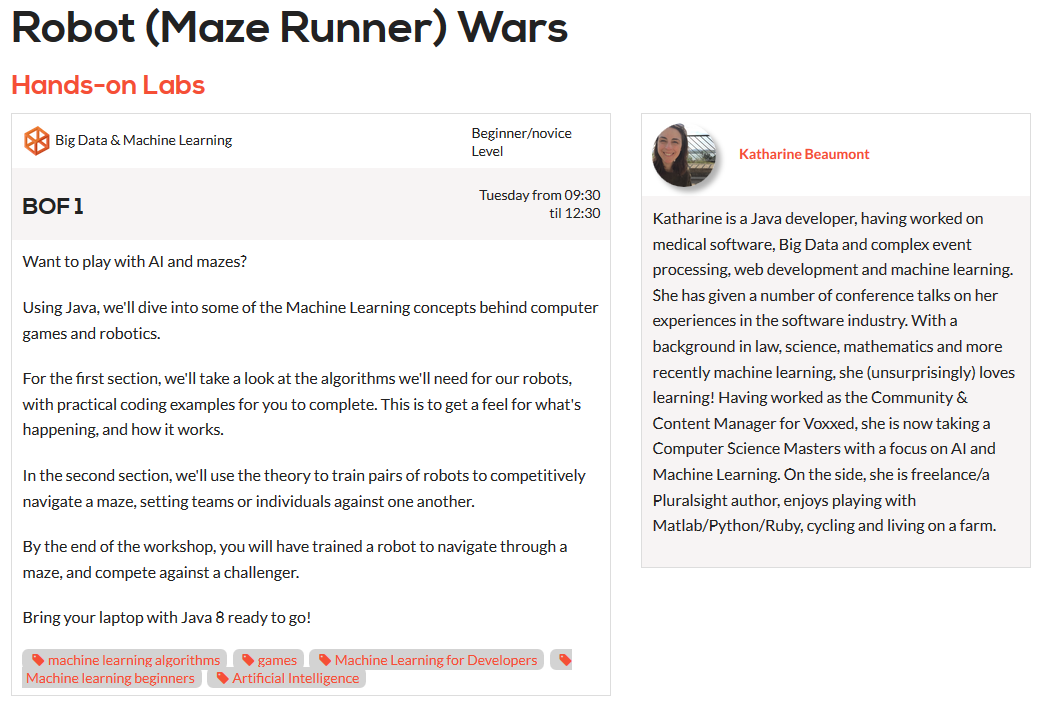 Robot (Maze Runner) Wars
Hands-on Labs
Big Data & Machine Learning
Beginner/novice
Level
BOF 1
Tuesday from 09:30
til 12:30
Want to play with AI and mazes?
Using Java, we'll dive into some of the Machine Learning concepts behind computer
games and robotics.
For the first section, we'll take a look at the algorithms we'll need for our robots,
with practical coding examples for you to complete. This is to get a feel for what's
happening, and how it works.
In the second section, we'll use the theory to train pairs of robots to competitively
navigate a maze, setting teams or individuals against one another.
By the end of the workshop, you will have trained a robot to navigate through a
maze, and compete against a challenger.
Bring your laptop with Java 8 ready to go!
machine learning algorithms games Machine Learning for Developers
Machine learning beginners Artificial Intelligence
Katharine Beaumont
Katharine is a Java developer, having worked on
medical software, Big Data and complex event
processing, web development and machine learning.
She has given a number of conference talks on her
experiences in the software industry. With a
background in law, science, mathematics and more
recently machine learning, she (unsurprisingly) loves
learning! Having worked as the Community &
Content Manager for Voxxed, she is now taking a
Computer Science Masters with a focus on AI and
Machine Learning. On the side, she is freelance/a
Pluralsight author, enjoys playing with
Matlab/Python/Ruby, cycling and living on a farm.